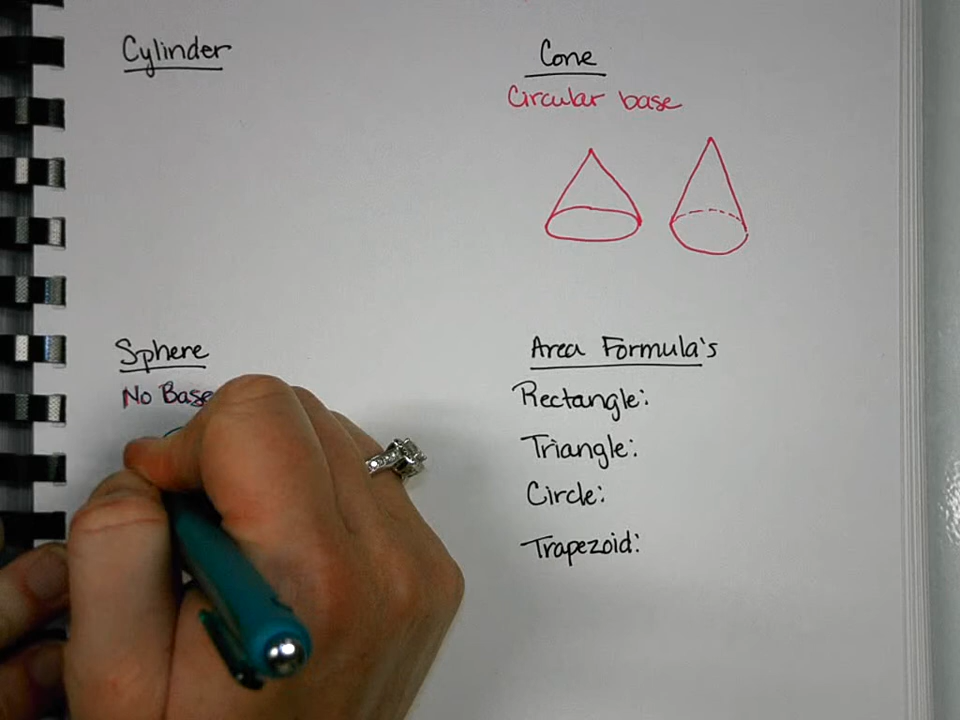 Cylinder
Cone
Circular base
Sphere
No Base
Area Formula's
Rectangle:
Triangle:
Circle:
Trapezoid: